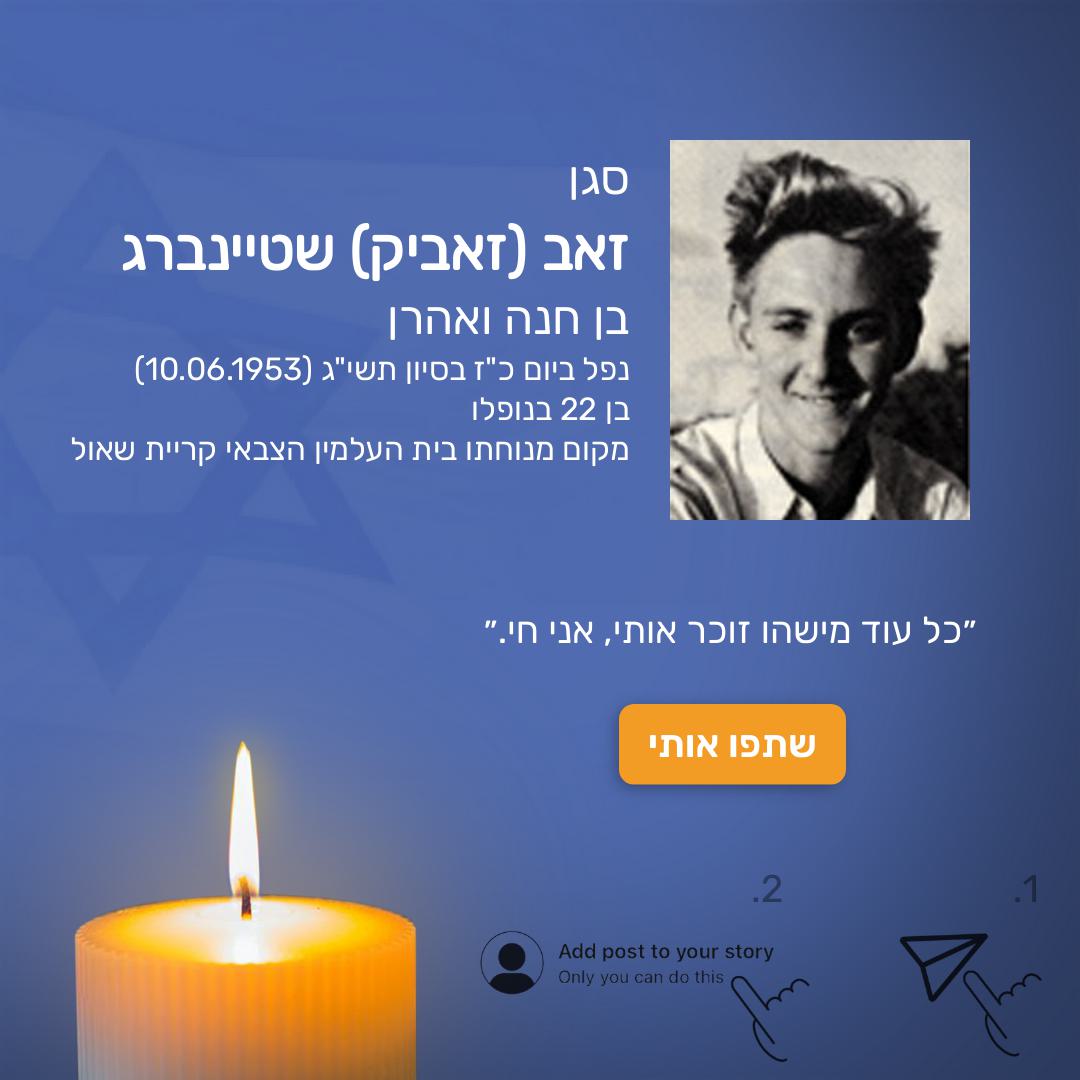 סגן
זאב (זאביק) שטיינברג
בן חנה ואהרן
נפל ביום כ"ז בסיון תשי"ג (10.06.1953)
בן 22 בנופלו
מקום מנוחתו בית העלמין הצבאי קריית שאול
"כל עוד מישהו זוכר אותי, אני חי."
שתפו אותי
1.
2.
Add post to your story
Only you can do this